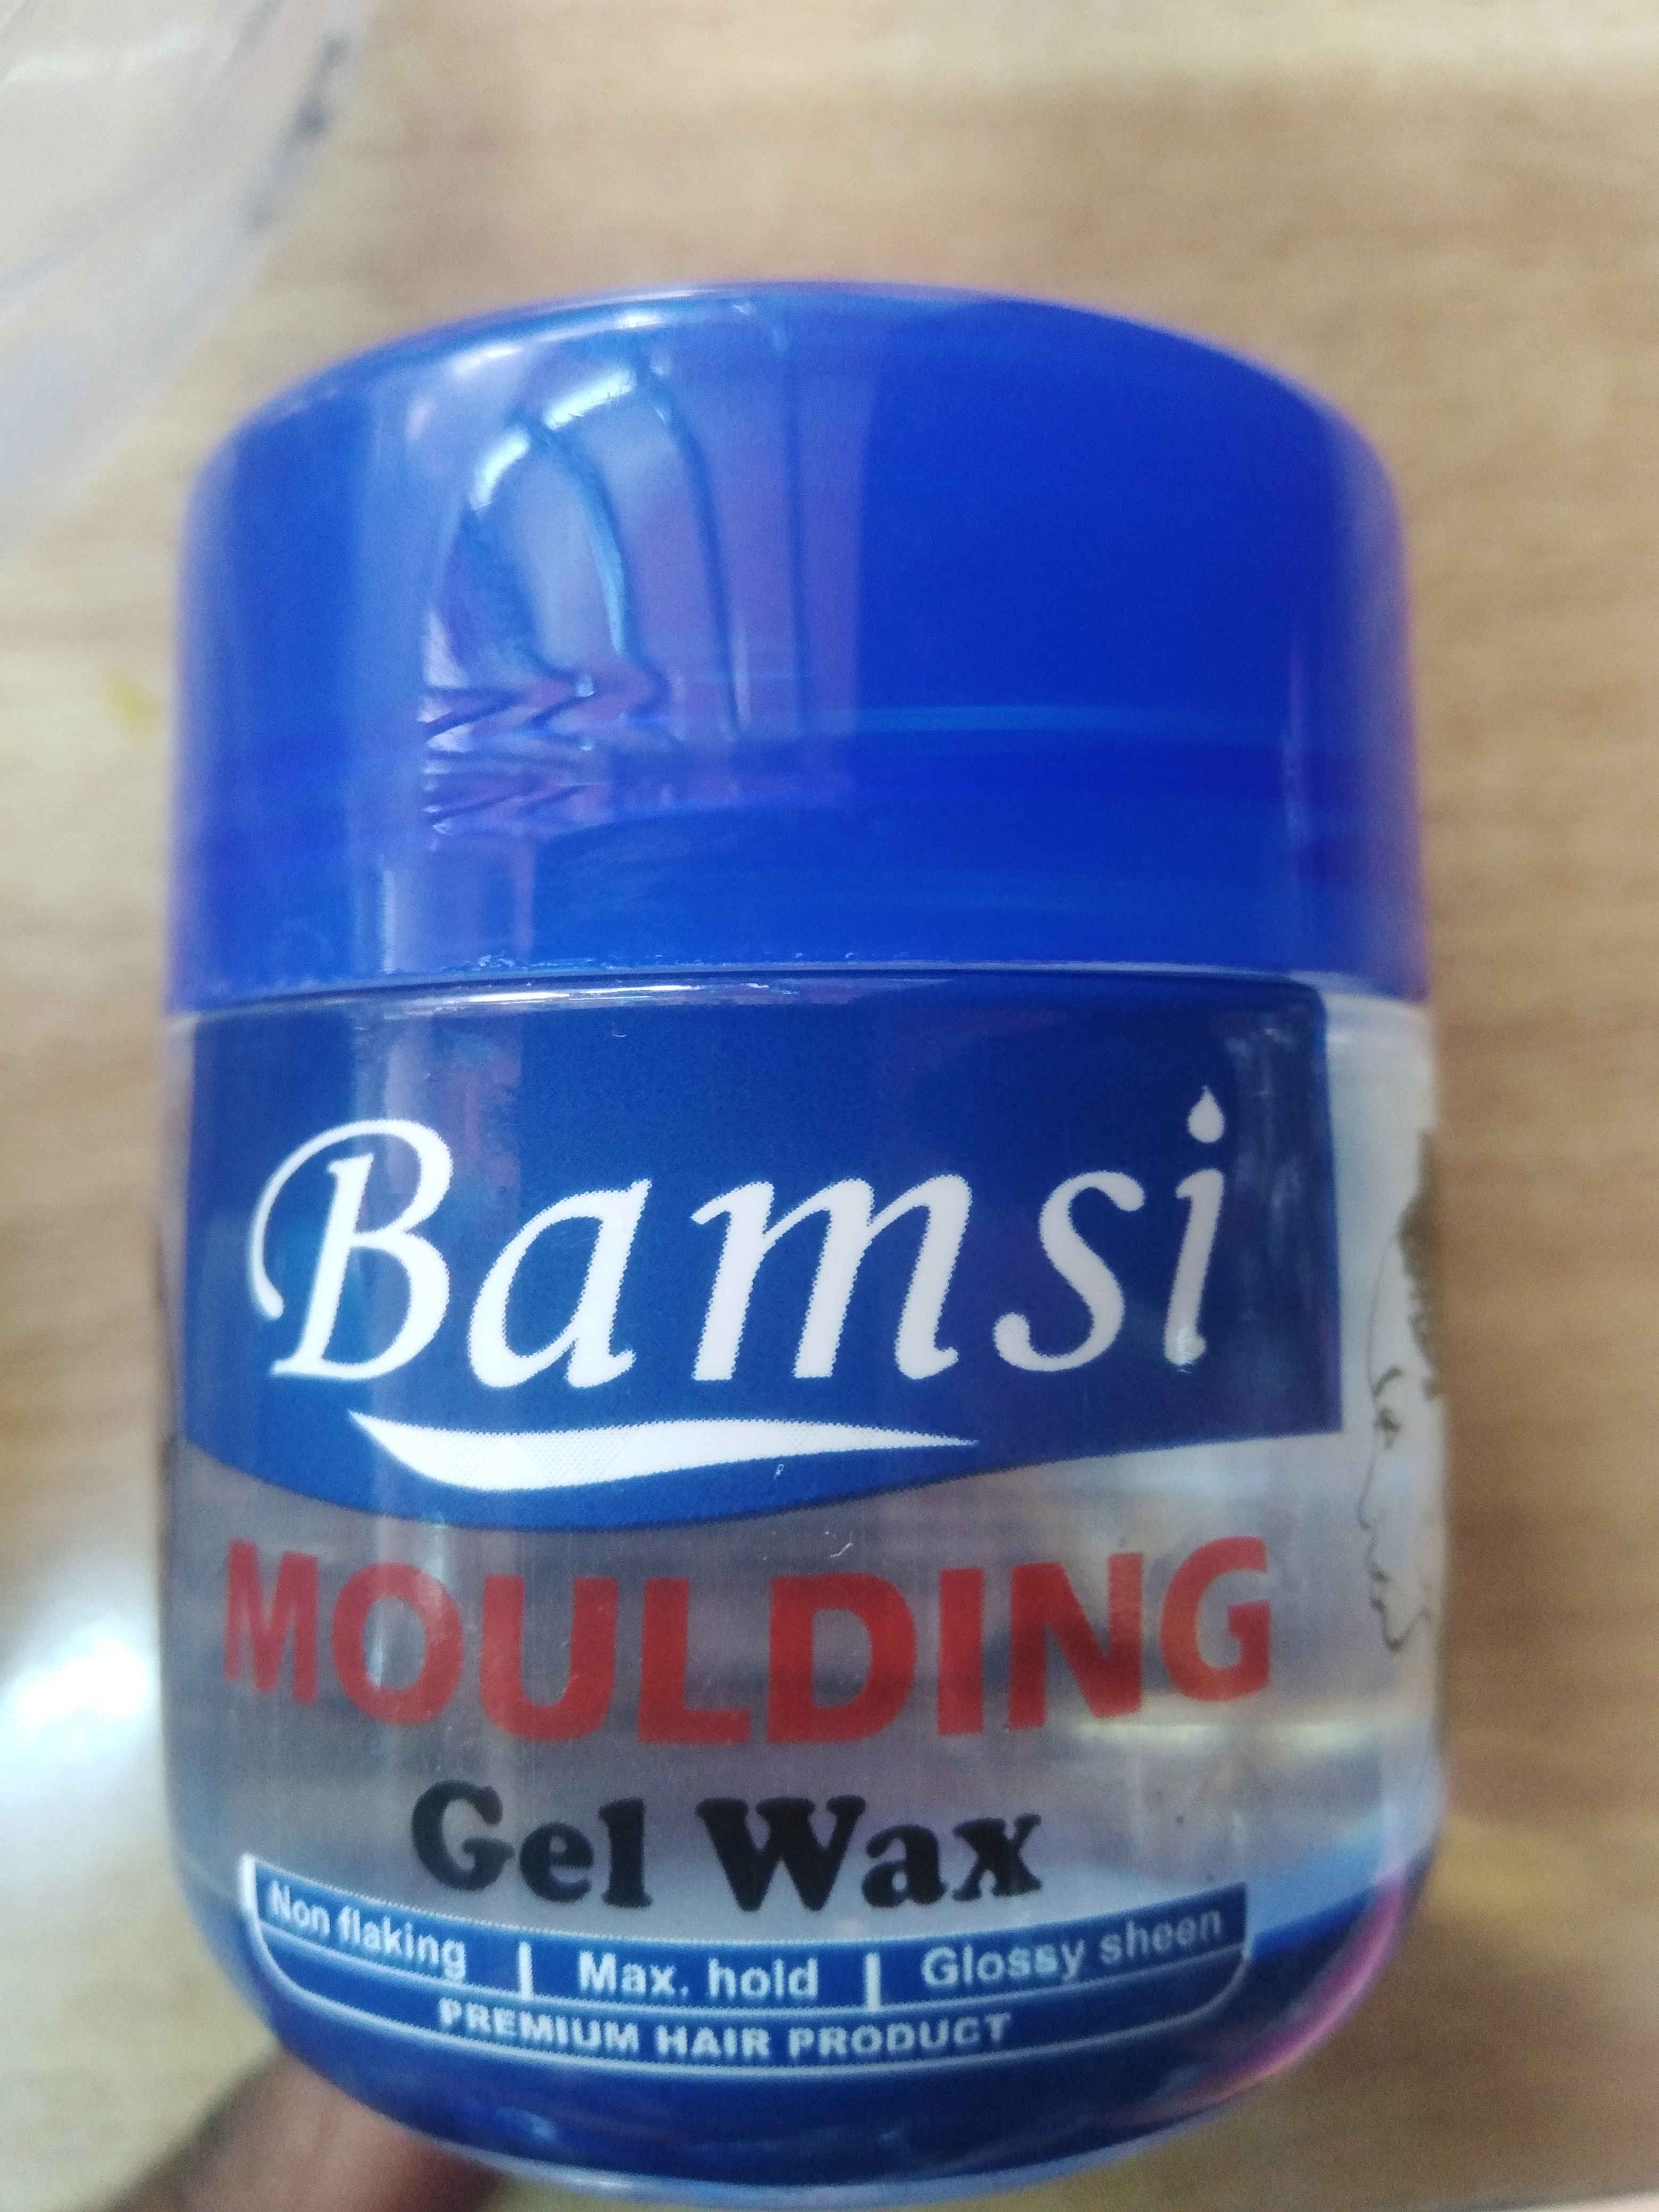 Bamsi
MOULDING
Gel Wax
Non flaking | Max. hold | Glossy sheen
PREMIUM HAIR PRODUCT